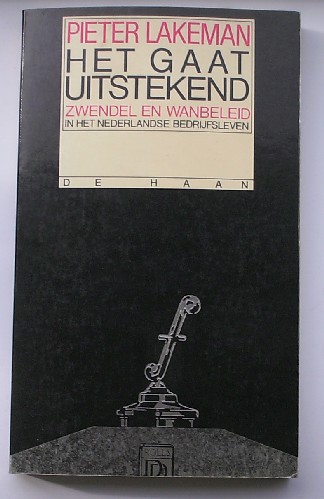 PIETER LAKEMAN
HET GAAT
UITSTEKEND
ZWENDEL EN WANBELEID
IN HET NEDERLANDSE BEDRIJFSLEVEN
DE HAAN